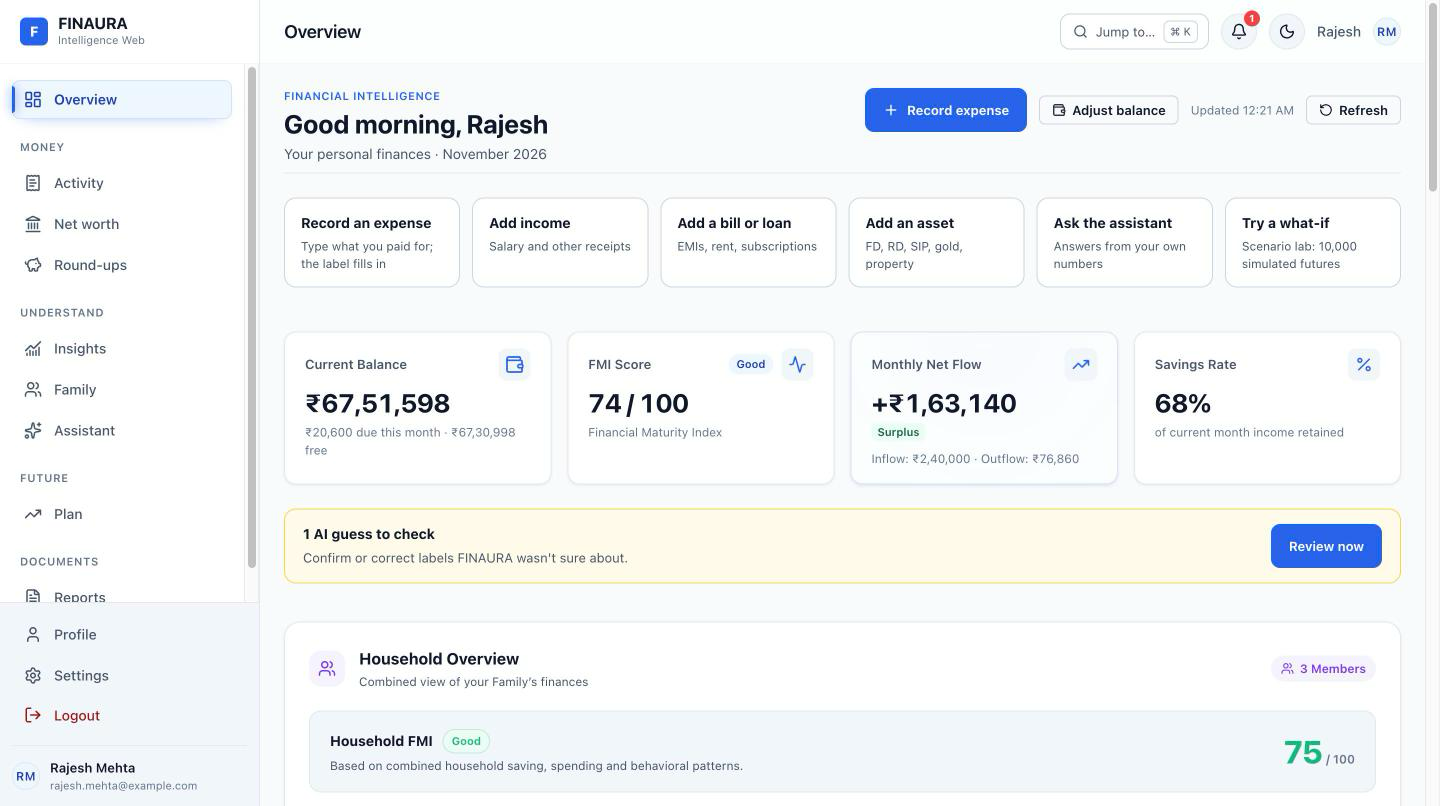 FINAURA
Intelligence Web
Overview
MONEY
Activity
Net worth
Round-ups
UNDERSTAND
Insights
Family
Assistant
FUTURE
Plan
DOCUMENTS
Reports
Profile
Settings
Logout
RM
Rajesh Mehta
rajesh.mehta@example.com
F
Overview
Jump to...
⌘ K
1
Rajesh
RM
FINANCIAL INTELLIGENCE
Good morning, Rajesh
Your personal finances · November 2026
Record expense
Adjust balance
Updated 12:21 AM
Refresh
Record an expense
Type what you paid for;
the label fills in
Add income
Salary and other receipts
Add a bill or loan
EMIs, rent, subscriptions
Add an asset
FD, RD, SIP, gold,
property
Ask the assistant
Answers from your own
numbers
Try a what-if
Scenario lab: 10,000
simulated futures
Current Balance
₹67,51,598
₹20,600 due this month · ₹67,30,998
free
FMI Score
Good
74 / 100
Financial Maturity Index
Monthly Net Flow
+₹1,63,140
Surplus
Inflow: ₹2,40,000 · Outflow: ₹76,860
Savings Rate
68%
of current month income retained
1 AI guess to check
Confirm or correct labels FINAURA wasn't sure about.
Review now
Household Overview
Combined view of your Family's finances
3 Members
Household FMI
Good
Based on combined household saving, spending and behavioral patterns.
75 / 100